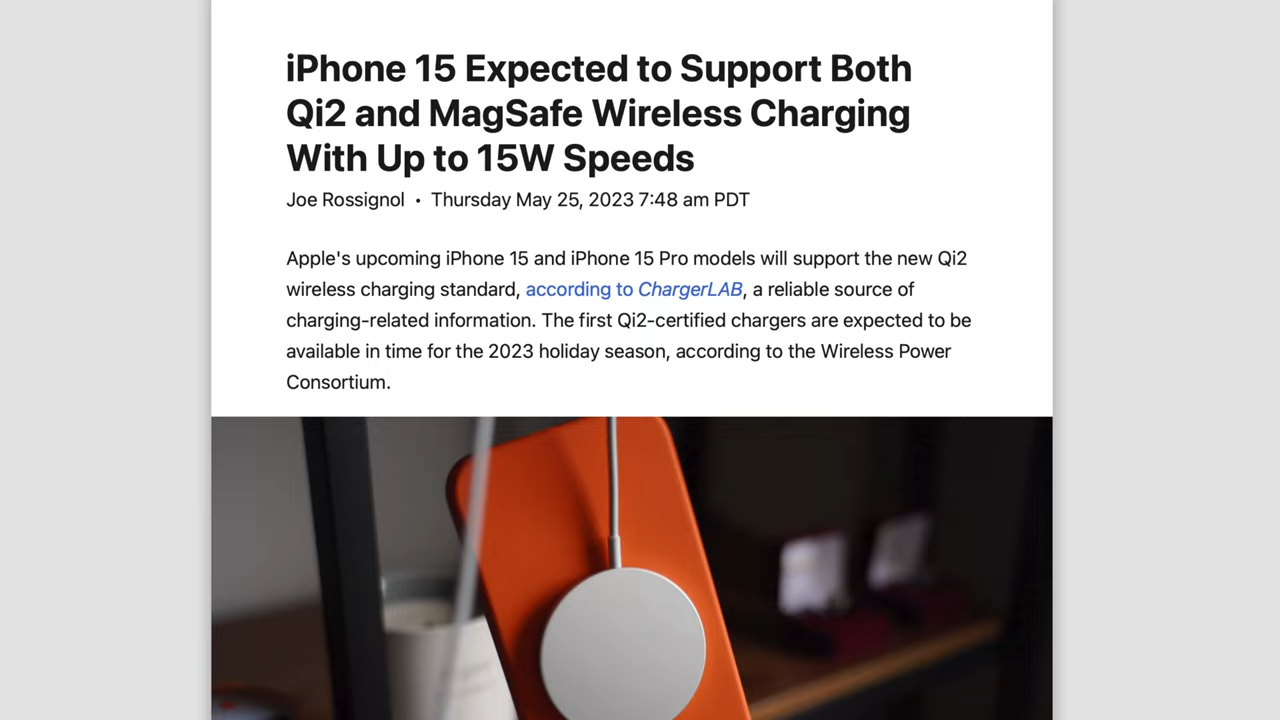 iPhone 15 Expected to Support Both
Qi2 and MagSafe Wireless Charging
With Up to 15W Speeds
Joe Rossignol • Thursday May 25, 2023 7:48 am PDT
Apple's upcoming iPhone 15 and iPhone 15 Pro models will support the new Qi2
wireless charging standard, according to ChargerLAB, a reliable source of
charging-related information. The first Qi2-certified chargers are expected to be
available in time for the 2023 holiday season, according to the Wireless Power
Consortium.